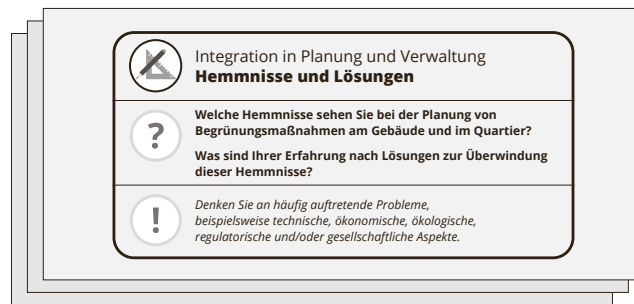 Integration in Planung und Verwaltung
Hemmnisse und Lösungen
?
Welche Hemmnisse sehen Sie bei der Planung von
Begrünungsmaßnahmen am Gebäude und im Quartier?
Was sind Ihrer Erfahrung nach Lösungen zur Überwindung
dieser Hemmnisse?
!
Denken Sie an häufig auftretende Probleme,
beispielsweise technische, ökonomische, ökologische,
regulatorische und/oder gesellschaftliche Aspekte.